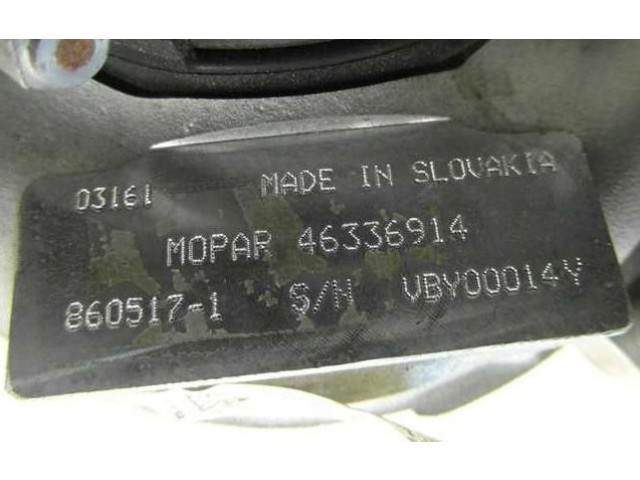 03161 MADE IN SLOVAKIA
MOPAR 46336914
860517-1 S/N VBY00014Y